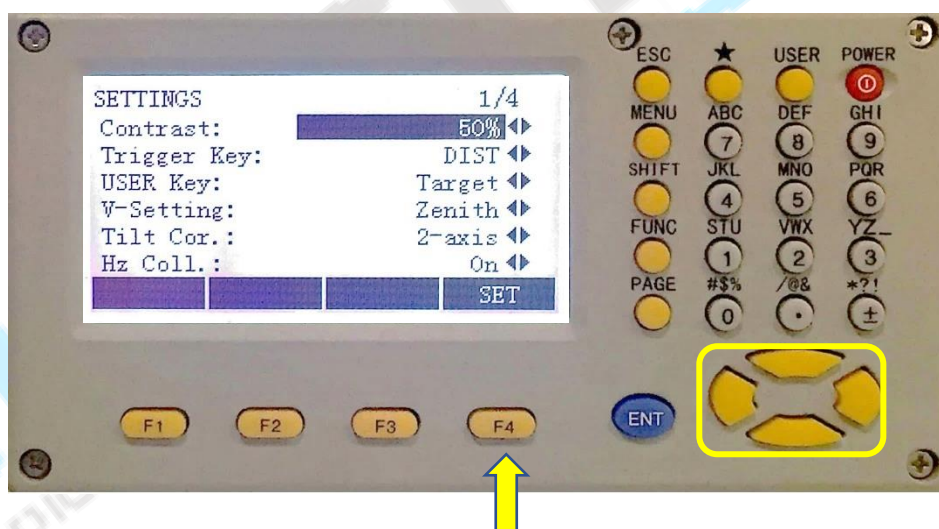 SETTINGS 1/4
Contrast: 50%
Trigger Key: DIST
USER Key: Target
V-Setting: Zenith
Tilt Cor.: 2-axis
Hz Coll.: On
SET
F1 F2 F3 F4
ENT
ESC ★ USER POWER
MENU ABC DEF GHI
7 8 9
SHIFT JKL MNO PQR
4 5 6
FUNC STU VWX YZ_
1 2 3
PAGE #$% /@& *?!
0 • ±